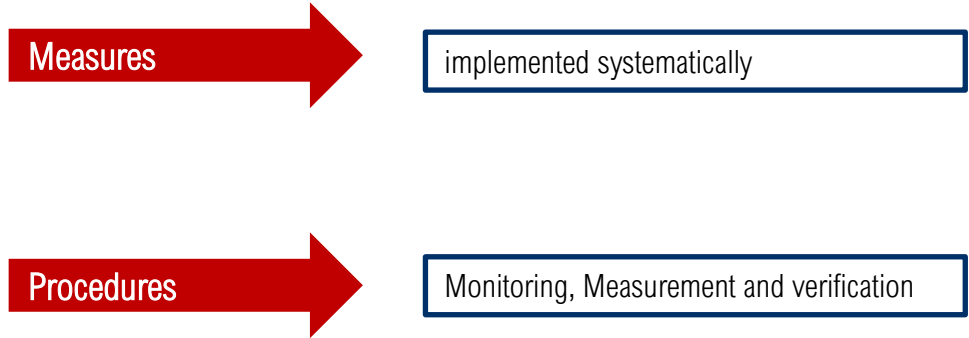 Measures
implemented systematically
Procedures
Monitoring, Measurement and verification